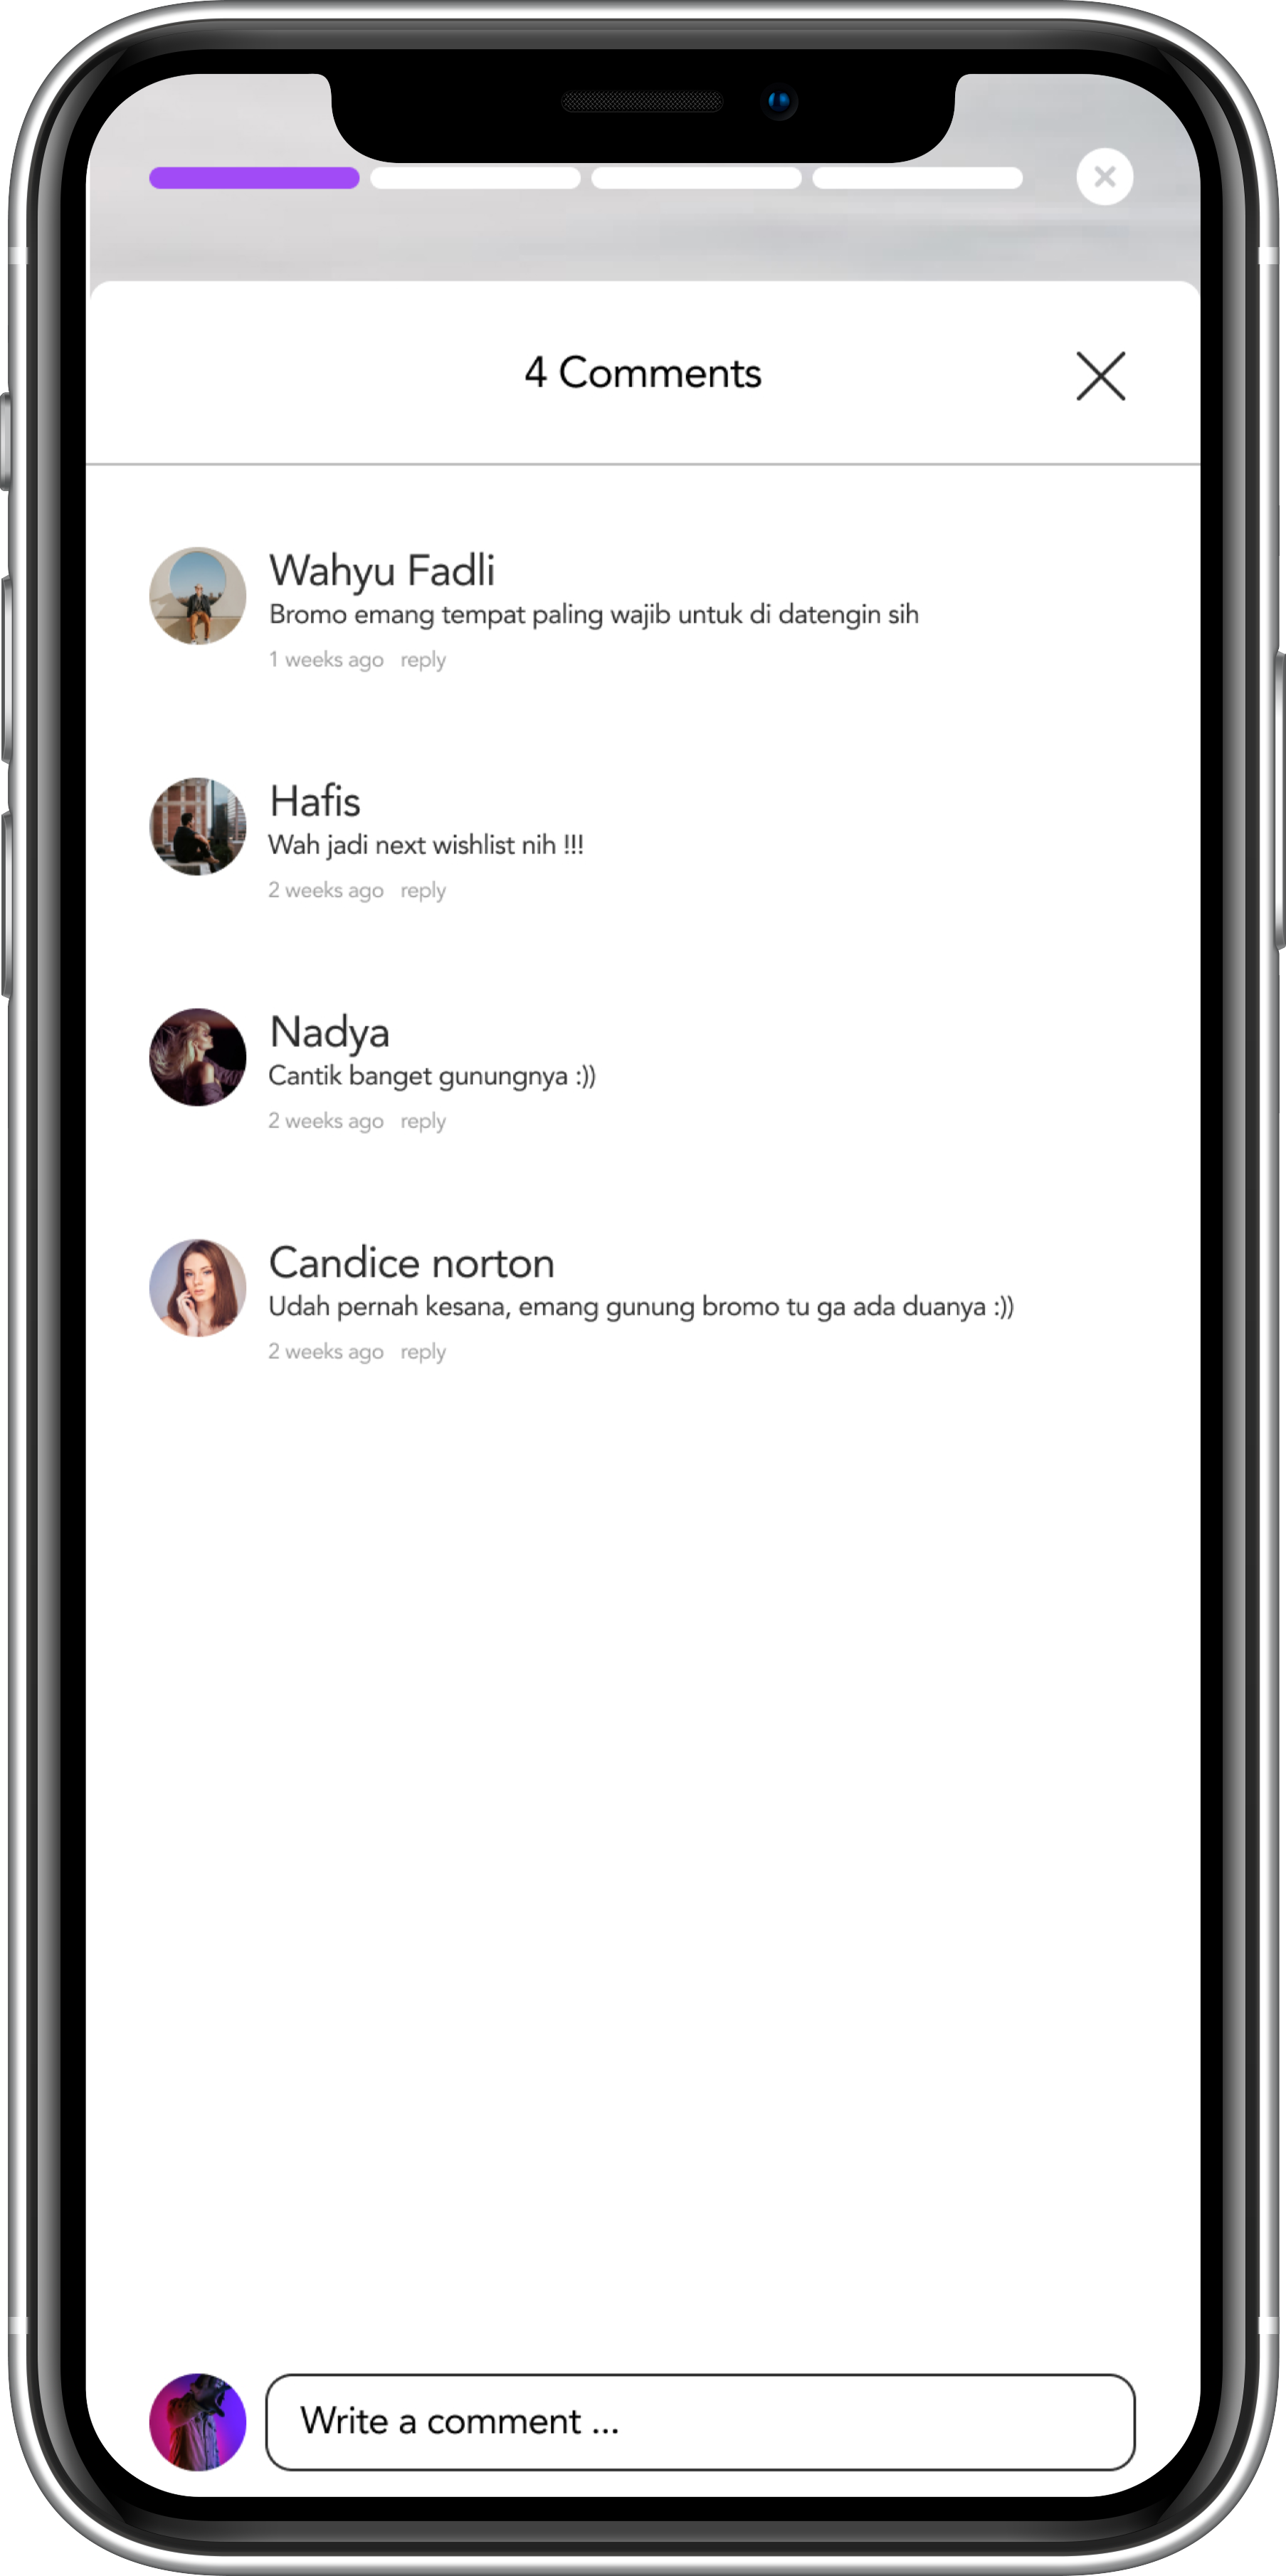 4 Comments
Wahyu Fadli
Bromo emang tempat paling wajib untuk di datengin sih
1 weeks ago reply
Hafis
Wah jadi next wishlist nih !!!
2 weeks ago reply
Nadya
Cantik banget gunungnya :))
2 weeks ago reply
Candice norton
Udah pernah kesana, emang gunung bromo tu ga ada duanya :))
2 weeks ago reply
Write a comment ...